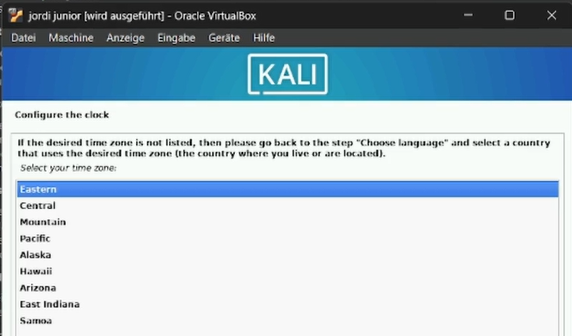 jordi junior [wird ausgeführt] - Oracle VirtualBox
Datei Maschine Anzeige Eingabe Geräte Hilfe
KALI
Configure the clock
If the desired time zone is not listed, then please go back to the step "Choose language" and select a country
that uses the desired time zone (the country where you live or are located).
Select your time zone:
Eastern
Central
Mountain
Pacific
Alaska
Hawaii
Arizona
East Indiana
Samoa